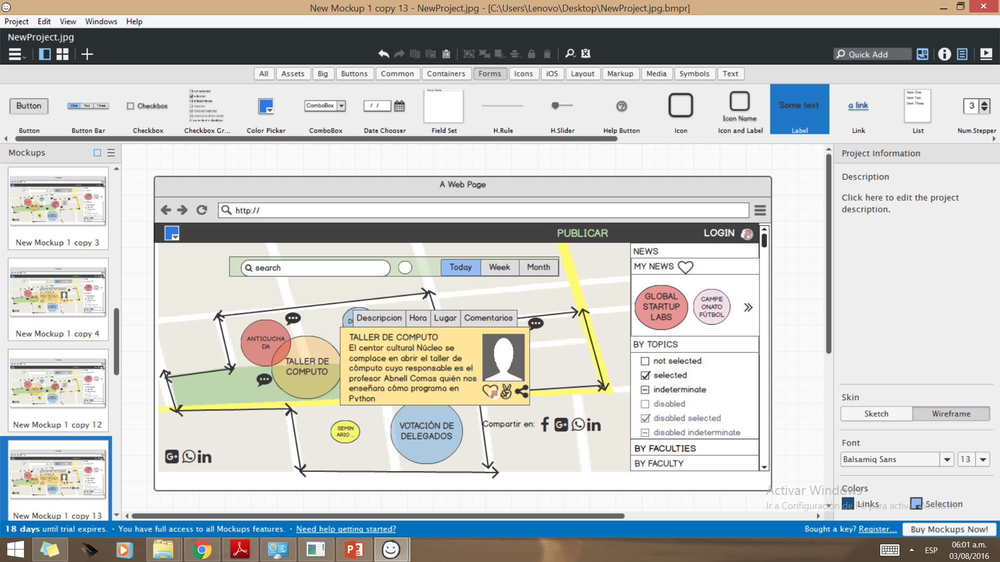 New Mockup 1 copy 13 - NewProject.jpg - [C:\Users\Lenovo\Desktop\NewProject.jpg.bmpr]
Project Edit View Windows Help
NewProject.jpg
Quick Add
All Assets Big Buttons Common Containers Forms Icons iOS Layout Markup Media Symbols Text
Button
One Two Three
Checkbox
not selected
selected
indeterminate
disabled
disabled selected
ComboBox
/ /
Group Name
Some text
Icon Name
a link
Item One
Item Two
Item Three
3
Button Button Bar Checkbox Checkbox Gr... Color Picker ComboBox Date Chooser Field Set H.Rule H.Slider Help Button Icon Icon and Label Label Link List Num.Stepper
Mockups
New Mockup 1 copy 3
New Mockup 1 copy 4
New Mockup 1 copy 12
New Mockup 1 copy 13
A Web Page
http://
PUBLICAR LOGIN
search
Today Week Month
Descripcion Hora Lugar Comentarios
ANTICUCHA
DA
TALLER DE
COMPUTO
TALLER DE COMPUTO
El centor cultural Núcleo se
complace en abrir el taller de
cómputo cuyo responsable es el
profesor Abnell Comas quién nos
enseñara cómo programa en
Python
SEMIN
ARIO ...
VOTACIÓN DE
DELEGADOS
Compartir en:
NEWS
MY NEWS
GLOBAL
STARTUP
LABS
CAMPE
ONATO
FÚTBOL
BY TOPICS
not selected
selected
indeterminate
disabled
disabled selected
disabled indeterminate
BY FACULTIES
BY FACULTY
Project Information
Description
Click here to edit the project
description.
Skin
Sketch Wireframe
Font
Balsamiq Sans 13
Colors
Links Selection
Activar Windows
Ir a Configuración de PC para activar Windows.
18 days until trial expires. · You have full access to all Mockups features. · Need help getting started?
Bought a key? Register... Buy Mockups Now!
ESP
06:01 a.m.
03/08/2016